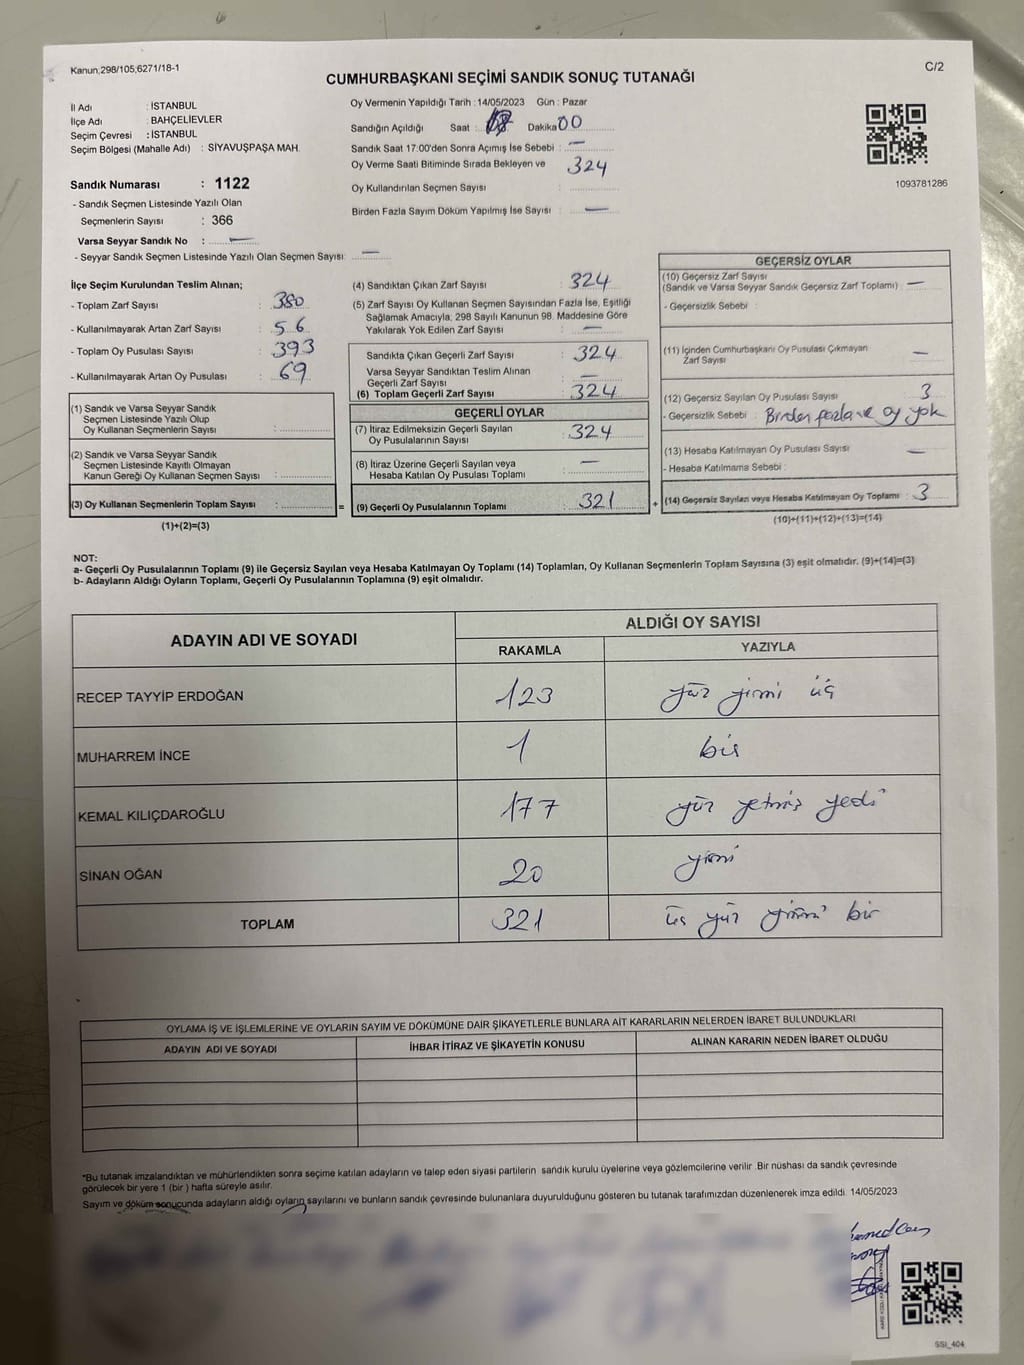 Kanun;298/105;6271/18-1
C/2
CUMHURBAŞKANI SEÇİMİ SANDIK SONUÇ TUTANAĞI
İl Adı : İSTANBUL
İlçe Adı : BAHÇELİEVLER
Seçim Çevresi : İSTANBUL
Seçim Bölgesi (Mahalle Adı) : SİYAVUŞPAŞA MAH.
Sandık Numarası : 1122
- Sandık Seçmen Listesinde Yazılı Olan
Seçmenlerin Sayısı : 366
Varsa Seyyar Sandık No : —
- Seyyar Sandık Seçmen Listesinde Yazılı Olan Seçmen Sayısı: —
Oy Vermenin Yapıldığı Tarih : 14/05/2023 Gün : Pazar
Sandığın Açıldığı Saat : Dakika 00
Sandık Saat 17:00'den Sonra Açımış İse Sebebi : —
Oy Verme Saati Bitiminde Sırada Bekleyen ve 324
Oy Kullandırılan Seçmen Sayısı :
Birden Fazla Sayım Döküm Yapılmış İse Sayısı : —
1093781286
İlçe Seçim Kurulundan Teslim Alınan;
- Toplam Zarf Sayısı : 380
- Kullanılmayarak Artan Zarf Sayısı : 56
- Toplam Oy Pusulası Sayısı : 393
- Kullanılmayarak Artan Oy Pusulası : 69
(1) Sandık ve Varsa Seyyar Sandık
Seçmen Listesinde Yazılı Olup
Oy Kullanan Seçmenlerin Sayısı :
(2) Sandık ve Varsa Seyyar Sandık
Seçmen Listesinde Kayıtlı Olmayan
Kanun Gereği Oy Kullanan Seçmen Sayısı :
(3) Oy Kullanan Seçmenlerin Toplam Sayısı : =
(1)+(2)=(3)
(4) Sandıktan Çıkan Zarf Sayısı : 324
(5) Zarf Sayısı Oy Kullanan Seçmen Sayısından Fazla İse, Eşitliği
Sağlamak Amacıyla, 298 Sayılı Kanunun 98. Maddesine Göre
Yakılarak Yok Edilen Zarf Sayısı : —
Sandıkta Çıkan Geçerli Zarf Sayısı : 324
Varsa Seyyar Sandıktan Teslim Alınan
Geçerli Zarf Sayısı : —
(6) Toplam Geçerli Zarf Sayısı : 324
GEÇERLİ OYLAR
(7) İtiraz Edilmeksizin Geçerli Sayılan
Oy Pusulalarının Sayısı : 324
(8) İtiraz Üzerine Geçerli Sayılan veya
Hesaba Katılan Oy Pusulası Toplamı : —
(9) Geçerli Oy Pusulalarının Toplamı : 321 +
GEÇERSİZ OYLAR
(10) Geçersiz Zarf Sayısı
(Sandık ve Varsa Seyyar Sandık Geçersiz Zarf Toplamı) : —
- Geçersizlik Sebebi :
(11) İçinden Cumhurbaşkanı Oy Pusulası Çıkmayan
Zarf Sayısı : —
(12) Geçersiz Sayılan Oy Pusulası Sayısı : 3
- Geçersizlik Sebebi : Birden fazla ve oy yok
(13) Hesaba Katılmayan Oy Pusulası Sayısı : —
- Hesaba Katılmama Sebebi :
(14) Geçersiz Sayılan veya Hesaba Katılmayan Oy Toplamı : 3
(10)+(11)+(12)+(13)=(14)
NOT:
a- Geçerli Oy Pusulalarının Toplamı (9) ile Geçersiz Sayılan veya Hesaba Katılmayan Oy Toplamı (14) Toplamları, Oy Kullanan Seçmenlerin Toplam Sayısına (3) eşit olmalıdır. (9)+(14)=(3)
b- Adayların Aldığı Oyların Toplamı, Geçerli Oy Pusulalarının Toplamına (9) eşit olmalıdır.
ADAYIN ADI VE SOYADI
ALDIĞI OY SAYISI
RAKAMLA YAZIYLA
RECEP TAYYİP ERDOĞAN 123 yüz yirmi üç
MUHARREM İNCE 1 bir
KEMAL KILIÇDAROĞLU 177 yüz yetmiş yedi
SİNAN OĞAN 20 yirmi
TOPLAM 321 üç yüz yirmi bir
OYLAMA İŞ VE İŞLEMLERİNE VE OYLARIN SAYIM VE DÖKÜMÜNE DAİR ŞİKAYETLERLE BUNLARA AİT KARARLARIN NELERDEN İBARET BULUNDUKLARI
ADAYIN ADI VE SOYADI İHBAR İTİRAZ VE ŞİKAYETİN KONUSU ALINAN KARARIN NEDEN İBARET OLDUĞU
*Bu tutanak imzalandıktan ve mühürlendikten sonra seçime katılan adayların ve talep eden siyasi partilerin sandık kurulu üyelerine veya gözlemcilerine verilir .Bir nüshası da sandık çevresinde
görülecek bir yere 1 (bir ) hafta süreyle asılır.
Sayım ve döküm sonucunda adayların aldığı oyların sayılarını ve bunların sandık çevresinde bulunanlara duyurulduğunu gösteren bu tutanak tarafımızdan düzenlenerek imza edildi. 14/05/2023
SSI_404